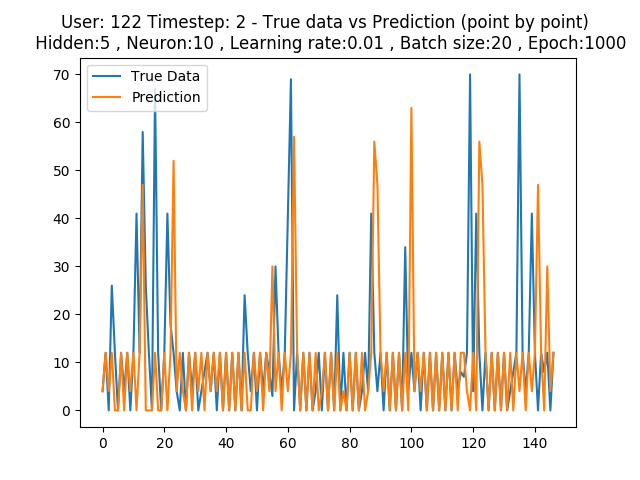 User: 122 Timestep: 2 - True data vs Prediction (point by point)
Hidden:5 , Neuron:10 , Learning rate:0.01 , Batch size:20 , Epoch:1000
True Data
Prediction
70
60
50
40
30
20
10
0
0 20 40 60 80 100 120 140